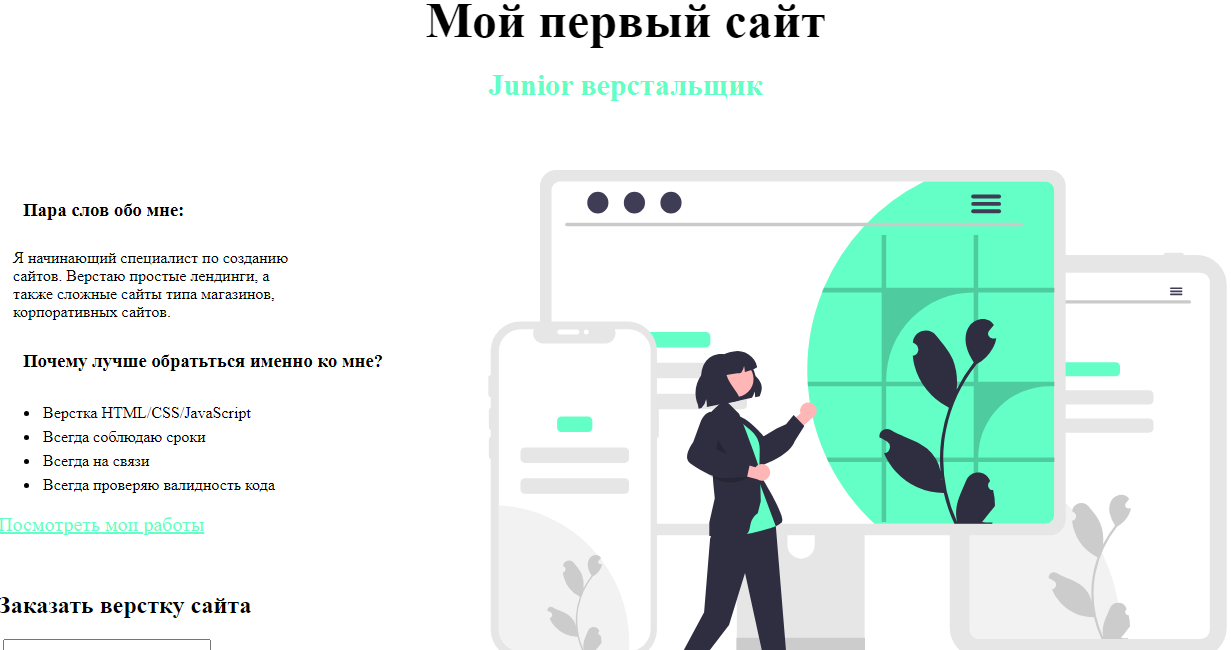 Мой первый сайт
Junior верстальщик
Пара слов обо мне:
Я начинающий специалист по созданию
сайтов. Верстаю простые лендинги, а
также сложные сайты типа магазинов,
корпоративных сайтов.
Почему лучше обратьться именно ко мне?
Верстка HTML/CSS/JavaScript
Всегда соблюдаю сроки
Всегда на связи
Всегда проверяю валидность кода
Посмотреть мои работы
Заказать верстку сайта